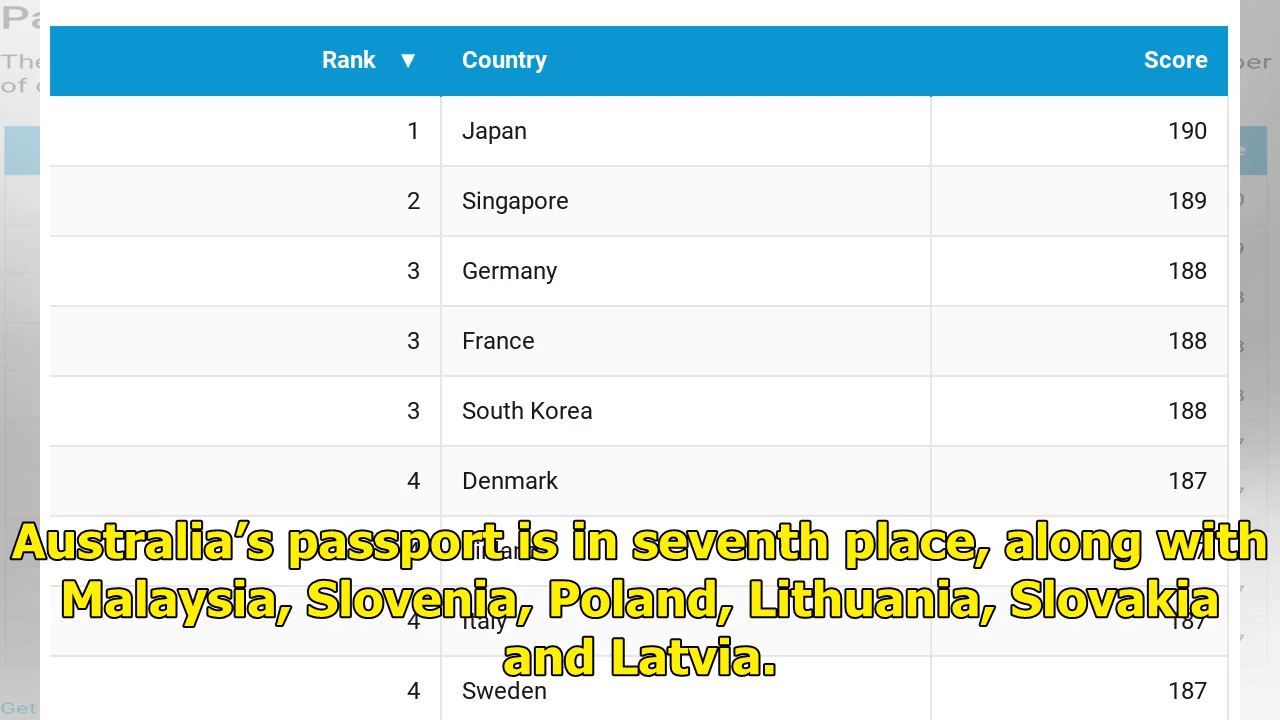 Rank ▼ Country Score
1 Japan 190
2 Singapore 189
3 Germany 188
3 France 188
3 South Korea 188
4 Denmark 187
Australia’s passport is in seventh place, along with
Malaysia, Slovenia, Poland, Lithuania, Slovakia
4 Italy 187
and Latvia.
4 Sweden 187
Get